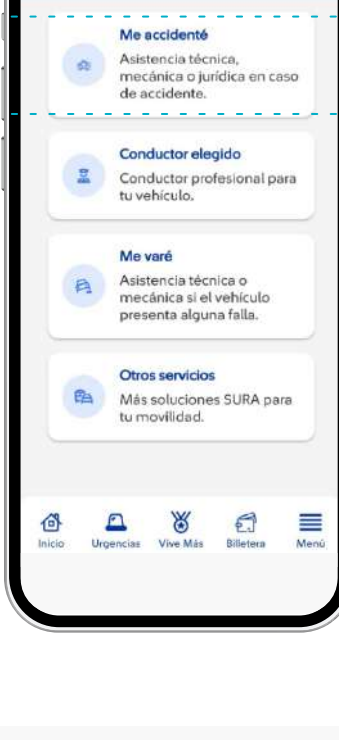 Me accidenté
Asistencia técnica,
mecánica o jurídica en caso
de accidente.
Conductor elegido
Conductor profesional para
tu vehículo.
Me varé
Asistencia técnica o
mecánica si el vehículo
presenta alguna falla.
Otros servicios
Más soluciones SURA para
tu movilidad.
Inicio Urgencias Vive Más Billetera Menú